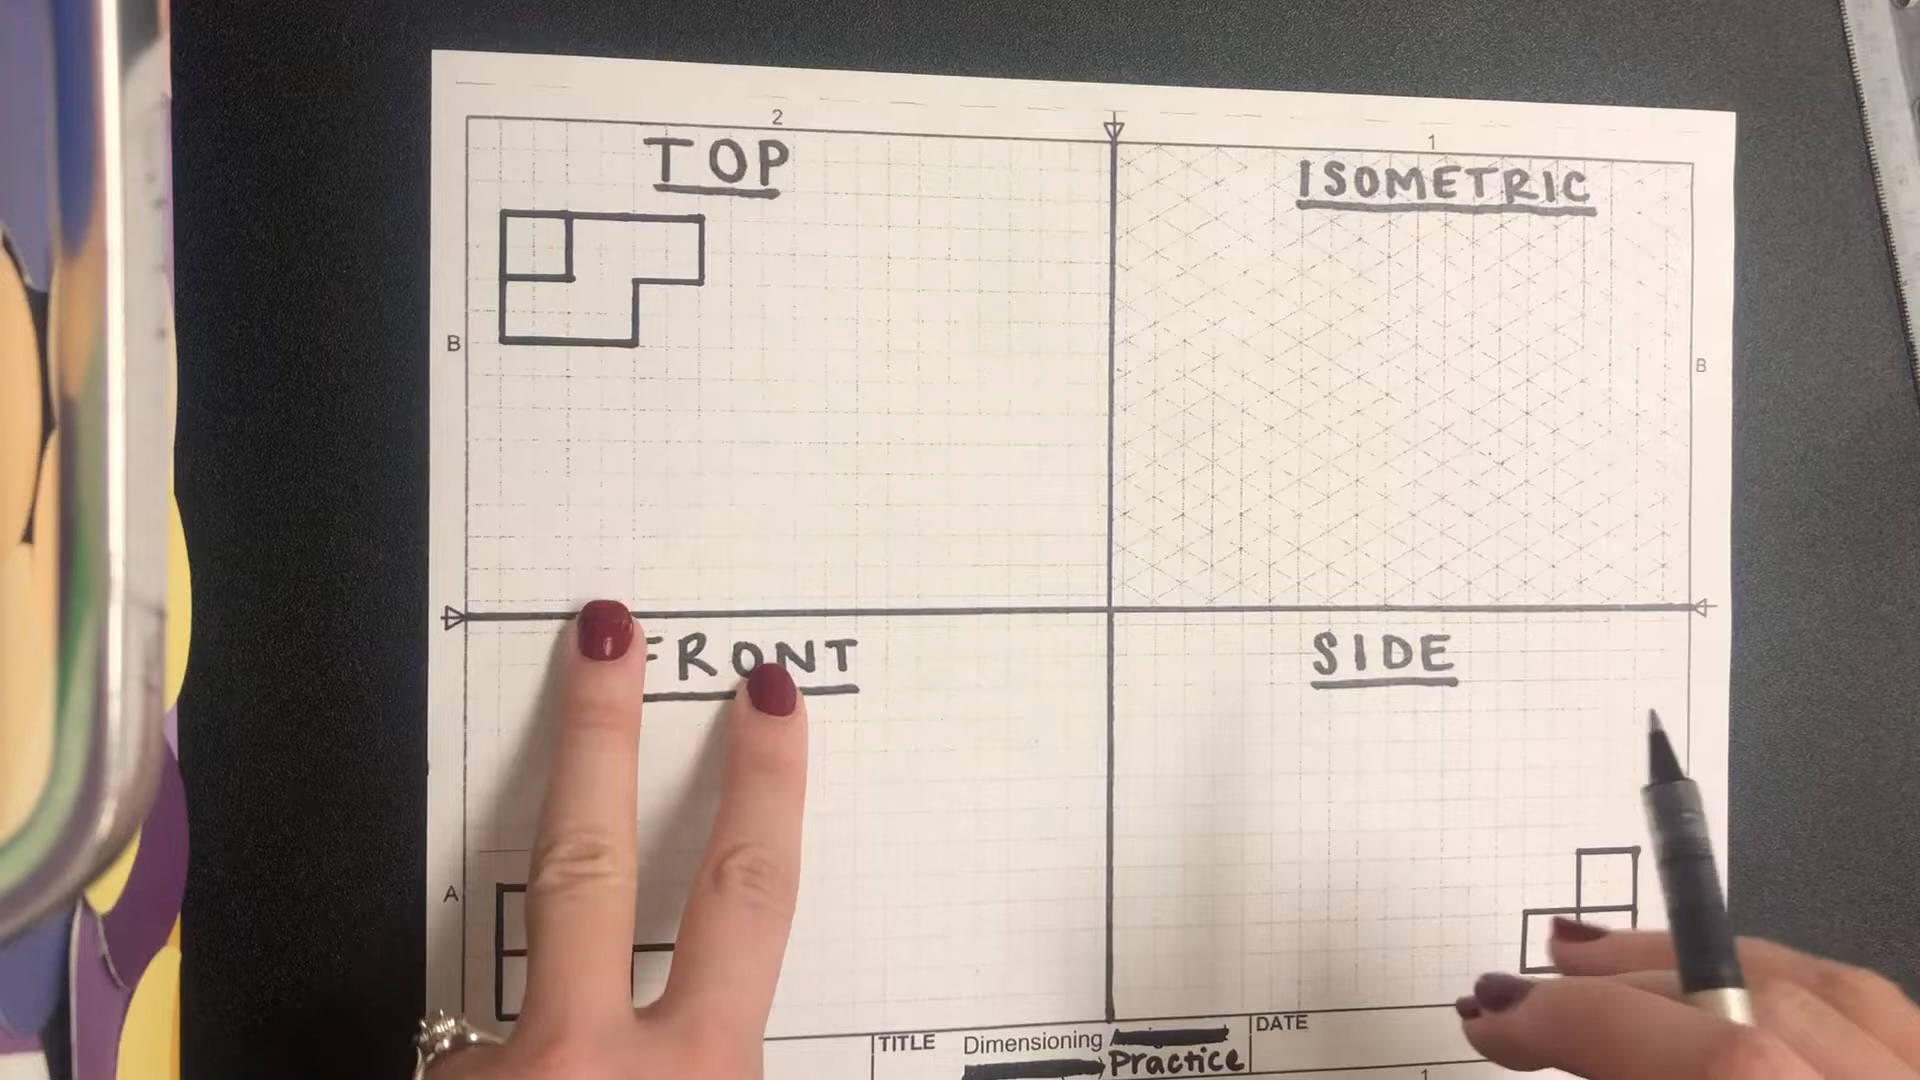 2
1
TOP
ISOMETRIC
B
B
FRONT
SIDE
A
TITLE
Dimensioning
Practice
DATE
1